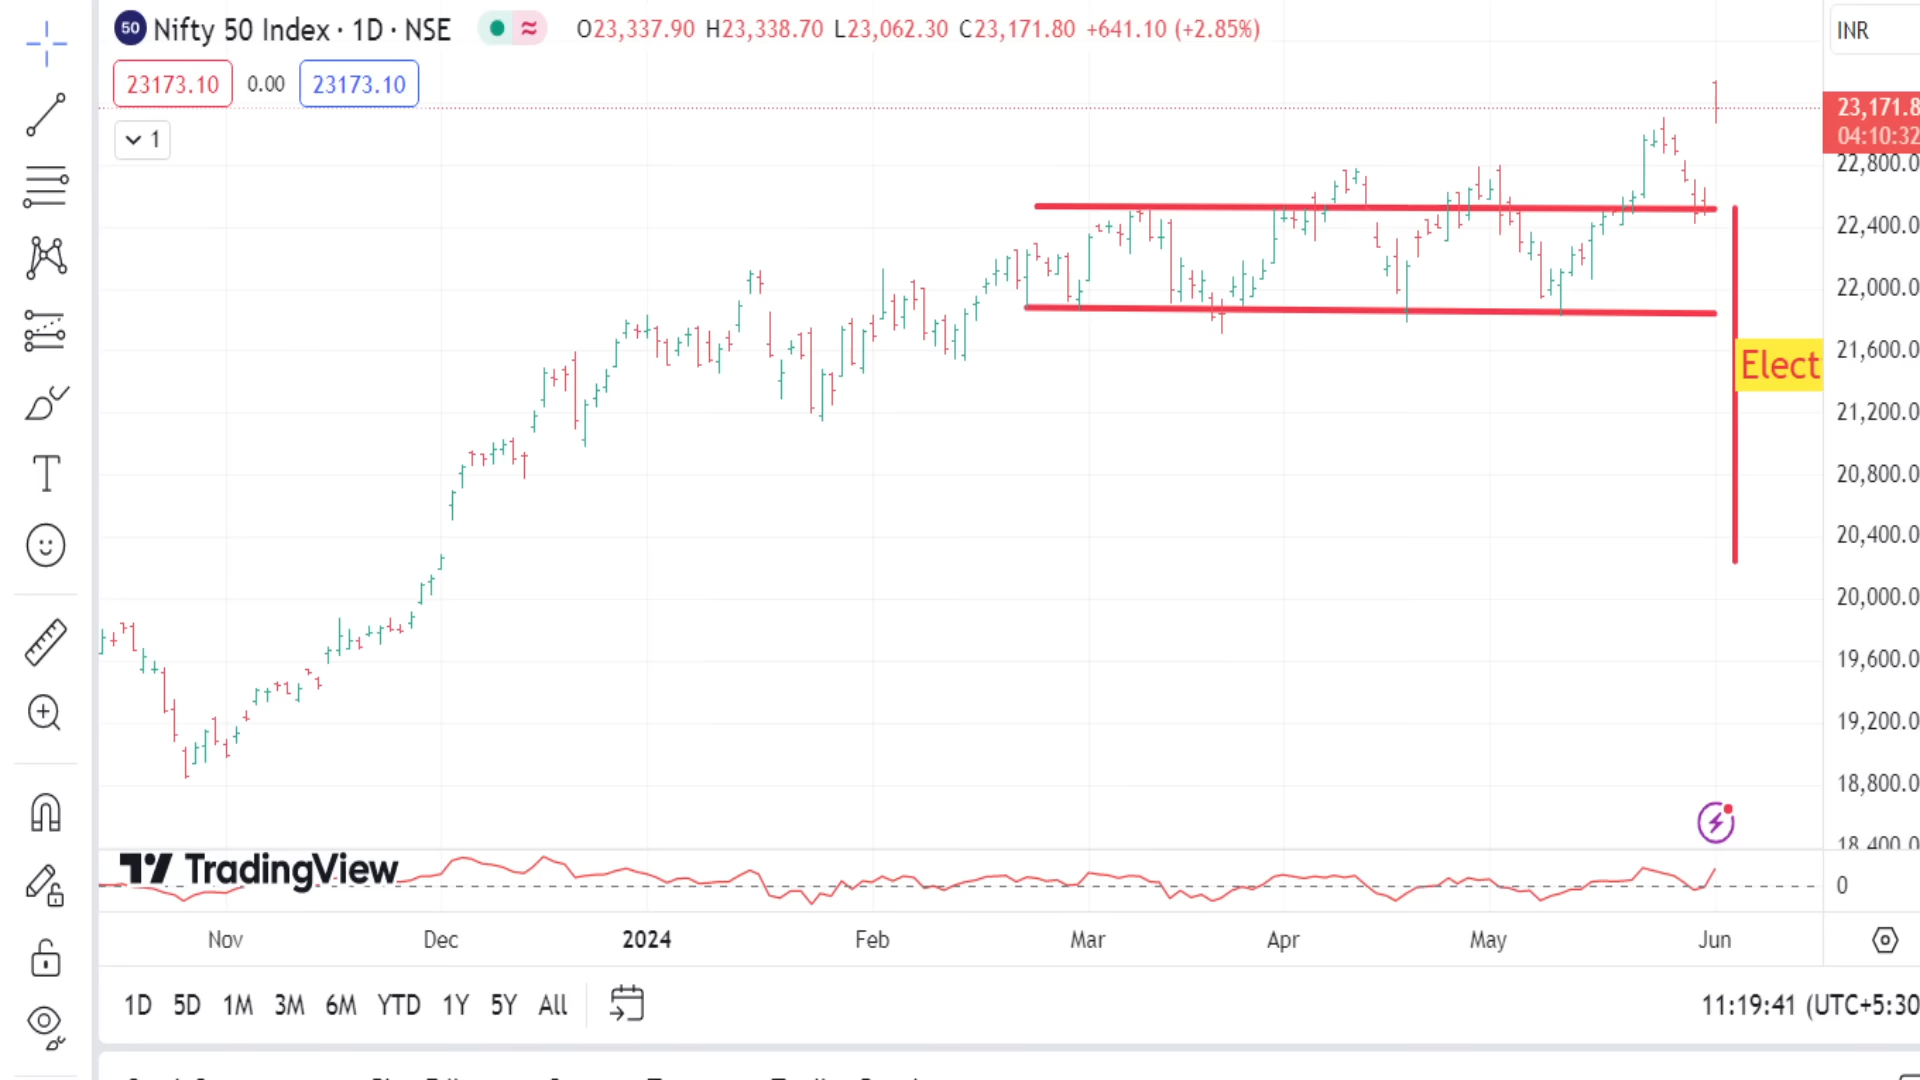 50 Nifty 50 Index · 1D · NSE O23,337.90 H23,338.70 L23,062.30 C23,171.80 +641.10 (+2.85%) INR
23173.10 0.00 23173.10
1
23,171.8
04:10:32
22,800.0
22,400.0
22,000.0
21,600.0
Elect
21,200.0
20,800.0
20,400.0
20,000.0
19,600.0
19,200.0
18,800.0
18,400.0
TradingView
0
Nov Dec 2024 Feb Mar Apr May Jun
1D 5D 1M 3M 6M YTD 1Y 5Y All 11:19:41 (UTC+5:30